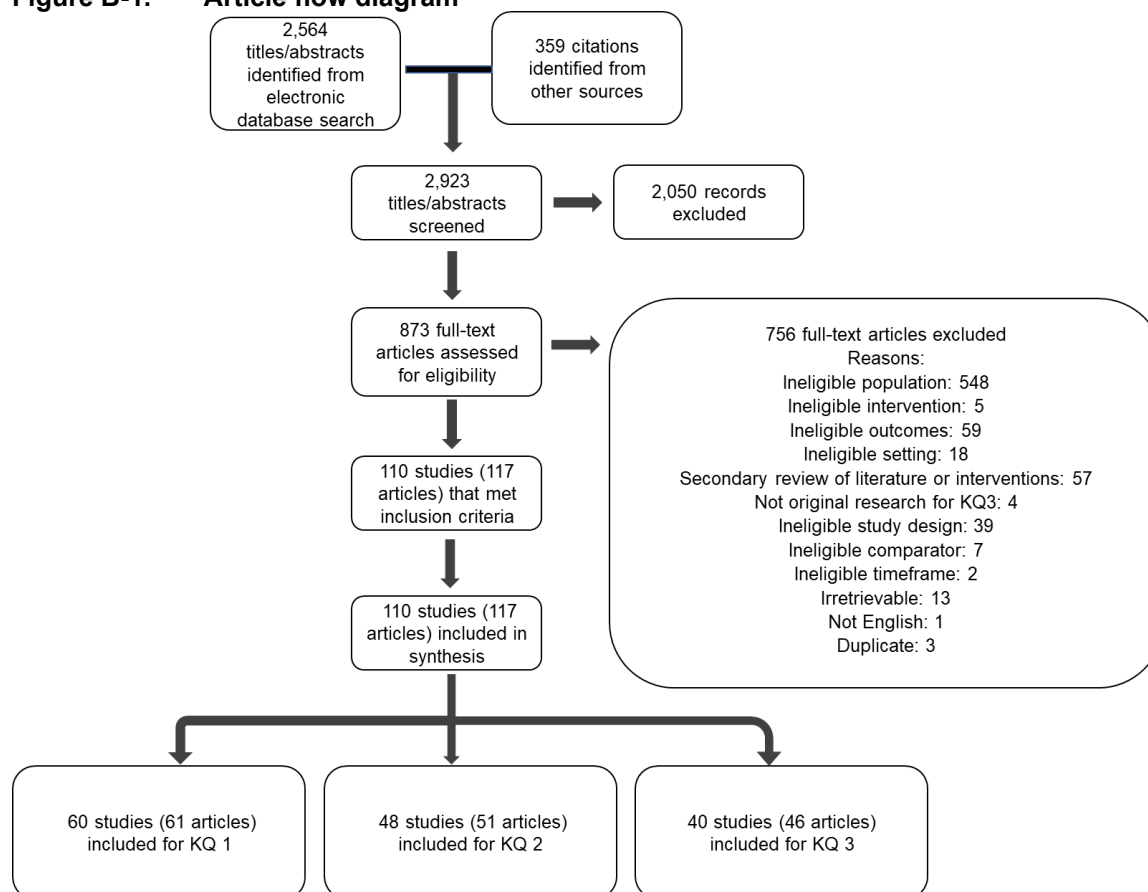 Figure B-1. Article flow diagram
2,564
titles/abstracts
identified from
electronic
database search
359 citations
identified from
other sources
2,923
titles/abstracts
screened
2,050 records
excluded
873 full-text
articles assessed
for eligibility
756 full-text articles excluded
Reasons:
Ineligible population: 548
Ineligible intervention: 5
Ineligible outcomes: 59
Ineligible setting: 18
Secondary review of literature or interventions: 57
Not original research for KQ3: 4
Ineligible study design: 39
Ineligible comparator: 7
Ineligible timeframe: 2
Irretrievable: 13
Not English: 1
Duplicate: 3
110 studies (117
articles) that met
inclusion criteria
110 studies (117
articles) included in
synthesis
60 studies (61 articles)
included for KQ 1
48 studies (51 articles)
included for KQ 2
40 studies (46 articles)
included for KQ 3